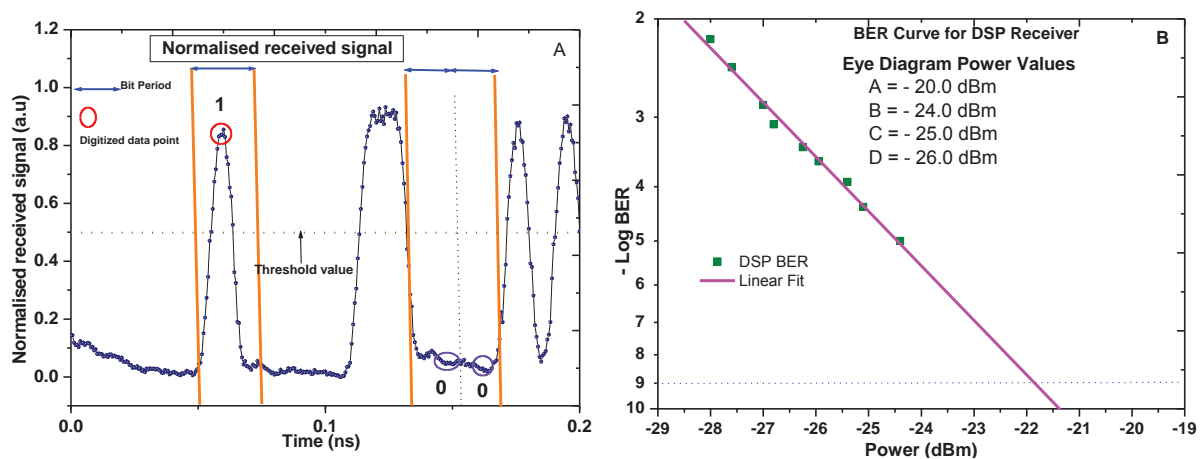 Normalised received signal
A
Bit Period
1
Digitized data point
Threshold value
0 0
Normalised received signal (a.u)
1.2
1.0
0.8
0.6
0.4
0.2
0.0
0.0 0.1 0.2
Time (ns)
BER Curve for DSP Receiver
B
Eye Diagram Power Values
A = - 20.0 dBm
B = - 24.0 dBm
C = - 25.0 dBm
D = - 26.0 dBm
DSP BER
Linear Fit
- Log BER
2
3
4
5
6
7
8
9
10
-29 -28 -27 -26 -25 -24 -23 -22 -21 -20 -19
Power (dBm)